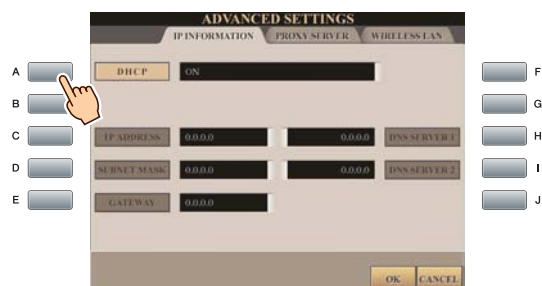 ADVANCED SETTINGS
IP INFORMATION PROXY SERVER WIRELESS LAN
A DHCP ON F
B G
C IP ADDRESS 0.0.0.0 0.0.0.0 DNS SERVER 1 H
D SUBNET MASK 0.0.0.0 0.0.0.0 DNS SERVER 2 I
E GATEWAY 0.0.0.0 J
OK CANCEL